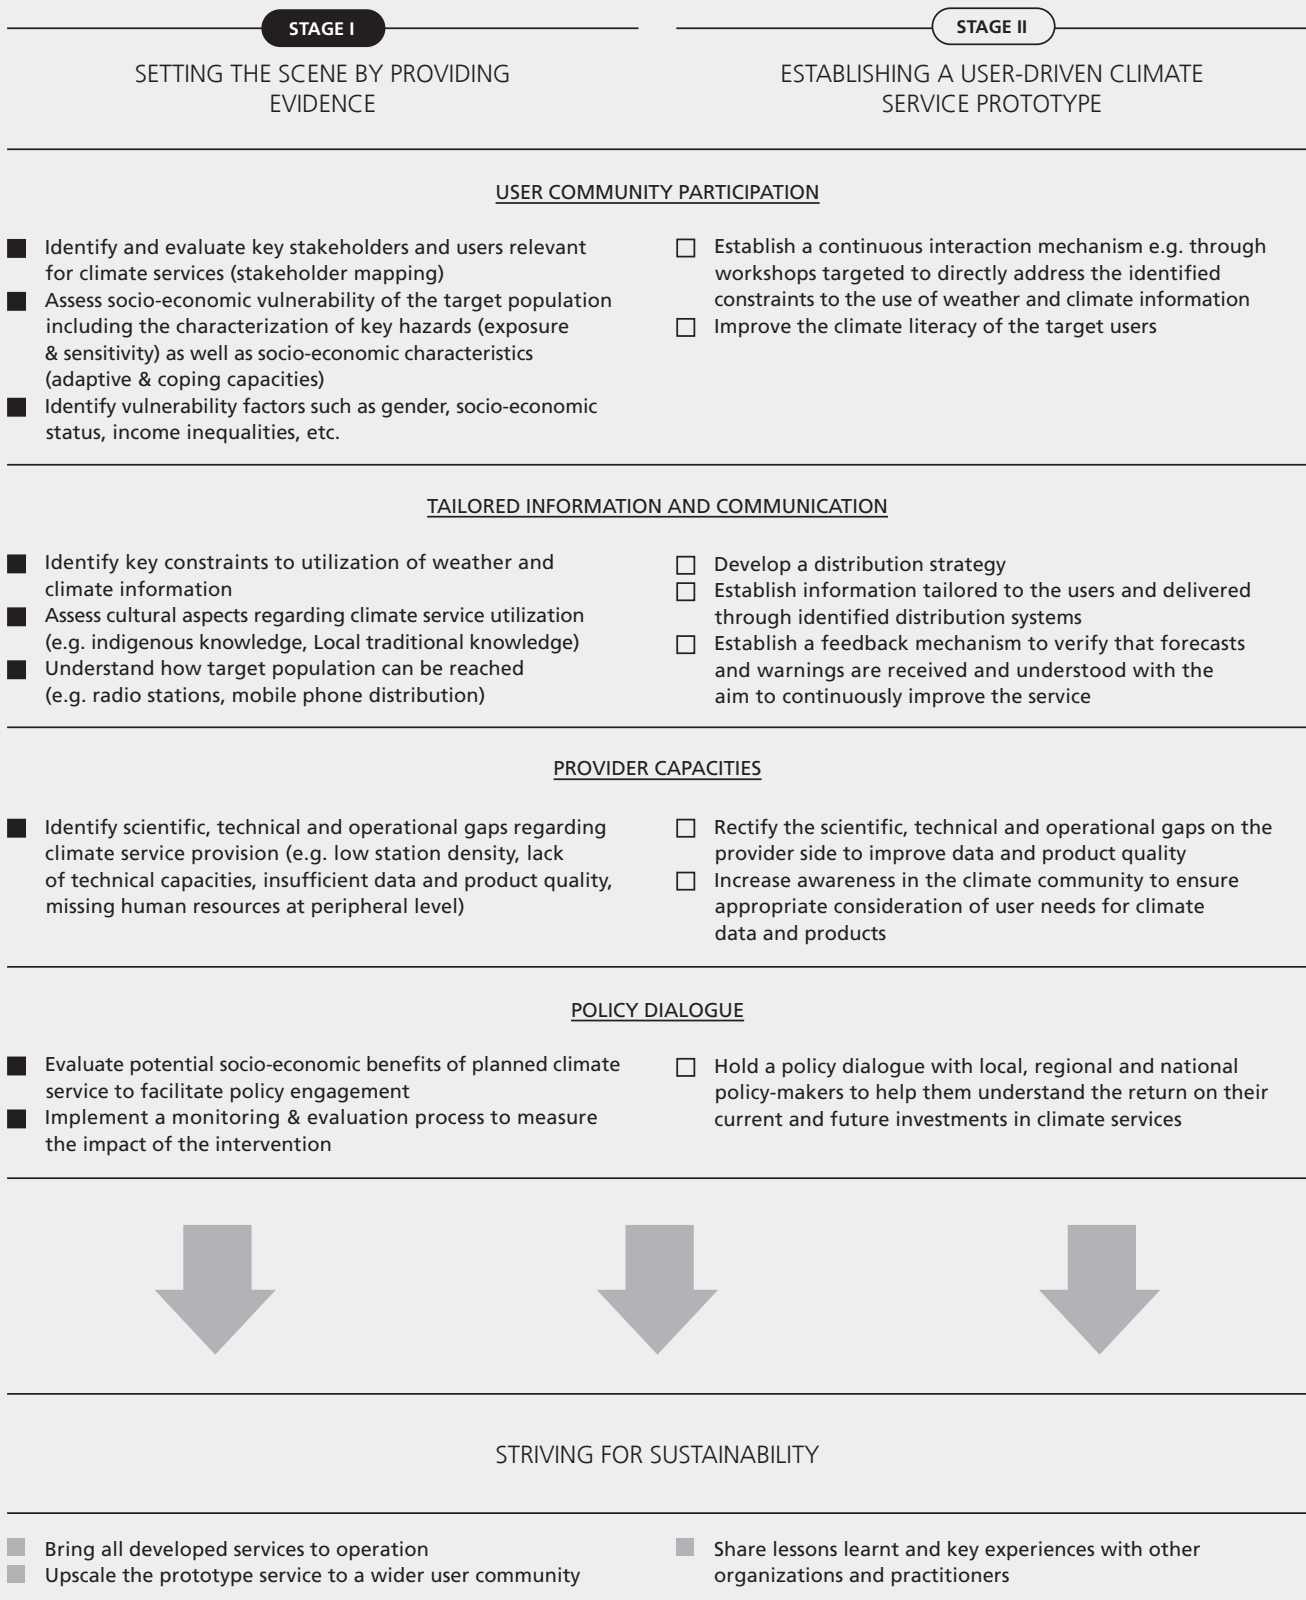 STAGE I
SETTING THE SCENE BY PROVIDING
EVIDENCE
STAGE II
ESTABLISHING A USER-DRIVEN CLIMATE
SERVICE PROTOTYPE
USER COMMUNITY PARTICIPATION
Identify and evaluate key stakeholders and users relevant
for climate services (stakeholder mapping)
Assess socio-economic vulnerability of the target population
including the characterization of key hazards (exposure
& sensitivity) as well as socio-economic characteristics
(adaptive & coping capacities)
Identify vulnerability factors such as gender, socio-economic
status, income inequalities, etc.
Establish a continuous interaction mechanism e.g. through
workshops targeted to directly address the identified
constraints to the use of weather and climate information
Improve the climate literacy of the target users
TAILORED INFORMATION AND COMMUNICATION
Identify key constraints to utilization of weather and
climate information
Assess cultural aspects regarding climate service utilization
(e.g. indigenous knowledge, Local traditional knowledge)
Understand how target population can be reached
(e.g. radio stations, mobile phone distribution)
Develop a distribution strategy
Establish information tailored to the users and delivered
through identified distribution systems
Establish a feedback mechanism to verify that forecasts
and warnings are received and understood with the
aim to continuously improve the service
PROVIDER CAPACITIES
Identify scientific, technical and operational gaps regarding
climate service provision (e.g. low station density, lack
of technical capacities, insufficient data and product quality,
missing human resources at peripheral level)
Rectify the scientific, technical and operational gaps on the
provider side to improve data and product quality
Increase awareness in the climate community to ensure
appropriate consideration of user needs for climate
data and products
POLICY DIALOGUE
Evaluate potential socio-economic benefits of planned climate
service to facilitate policy engagement
Implement a monitoring & evaluation process to measure
the impact of the intervention
Hold a policy dialogue with local, regional and national
policy-makers to help them understand the return on their
current and future investments in climate services
STRIVING FOR SUSTAINABILITY
Bring all developed services to operation
Upscale the prototype service to a wider user community
Share lessons learnt and key experiences with other
organizations and practitioners